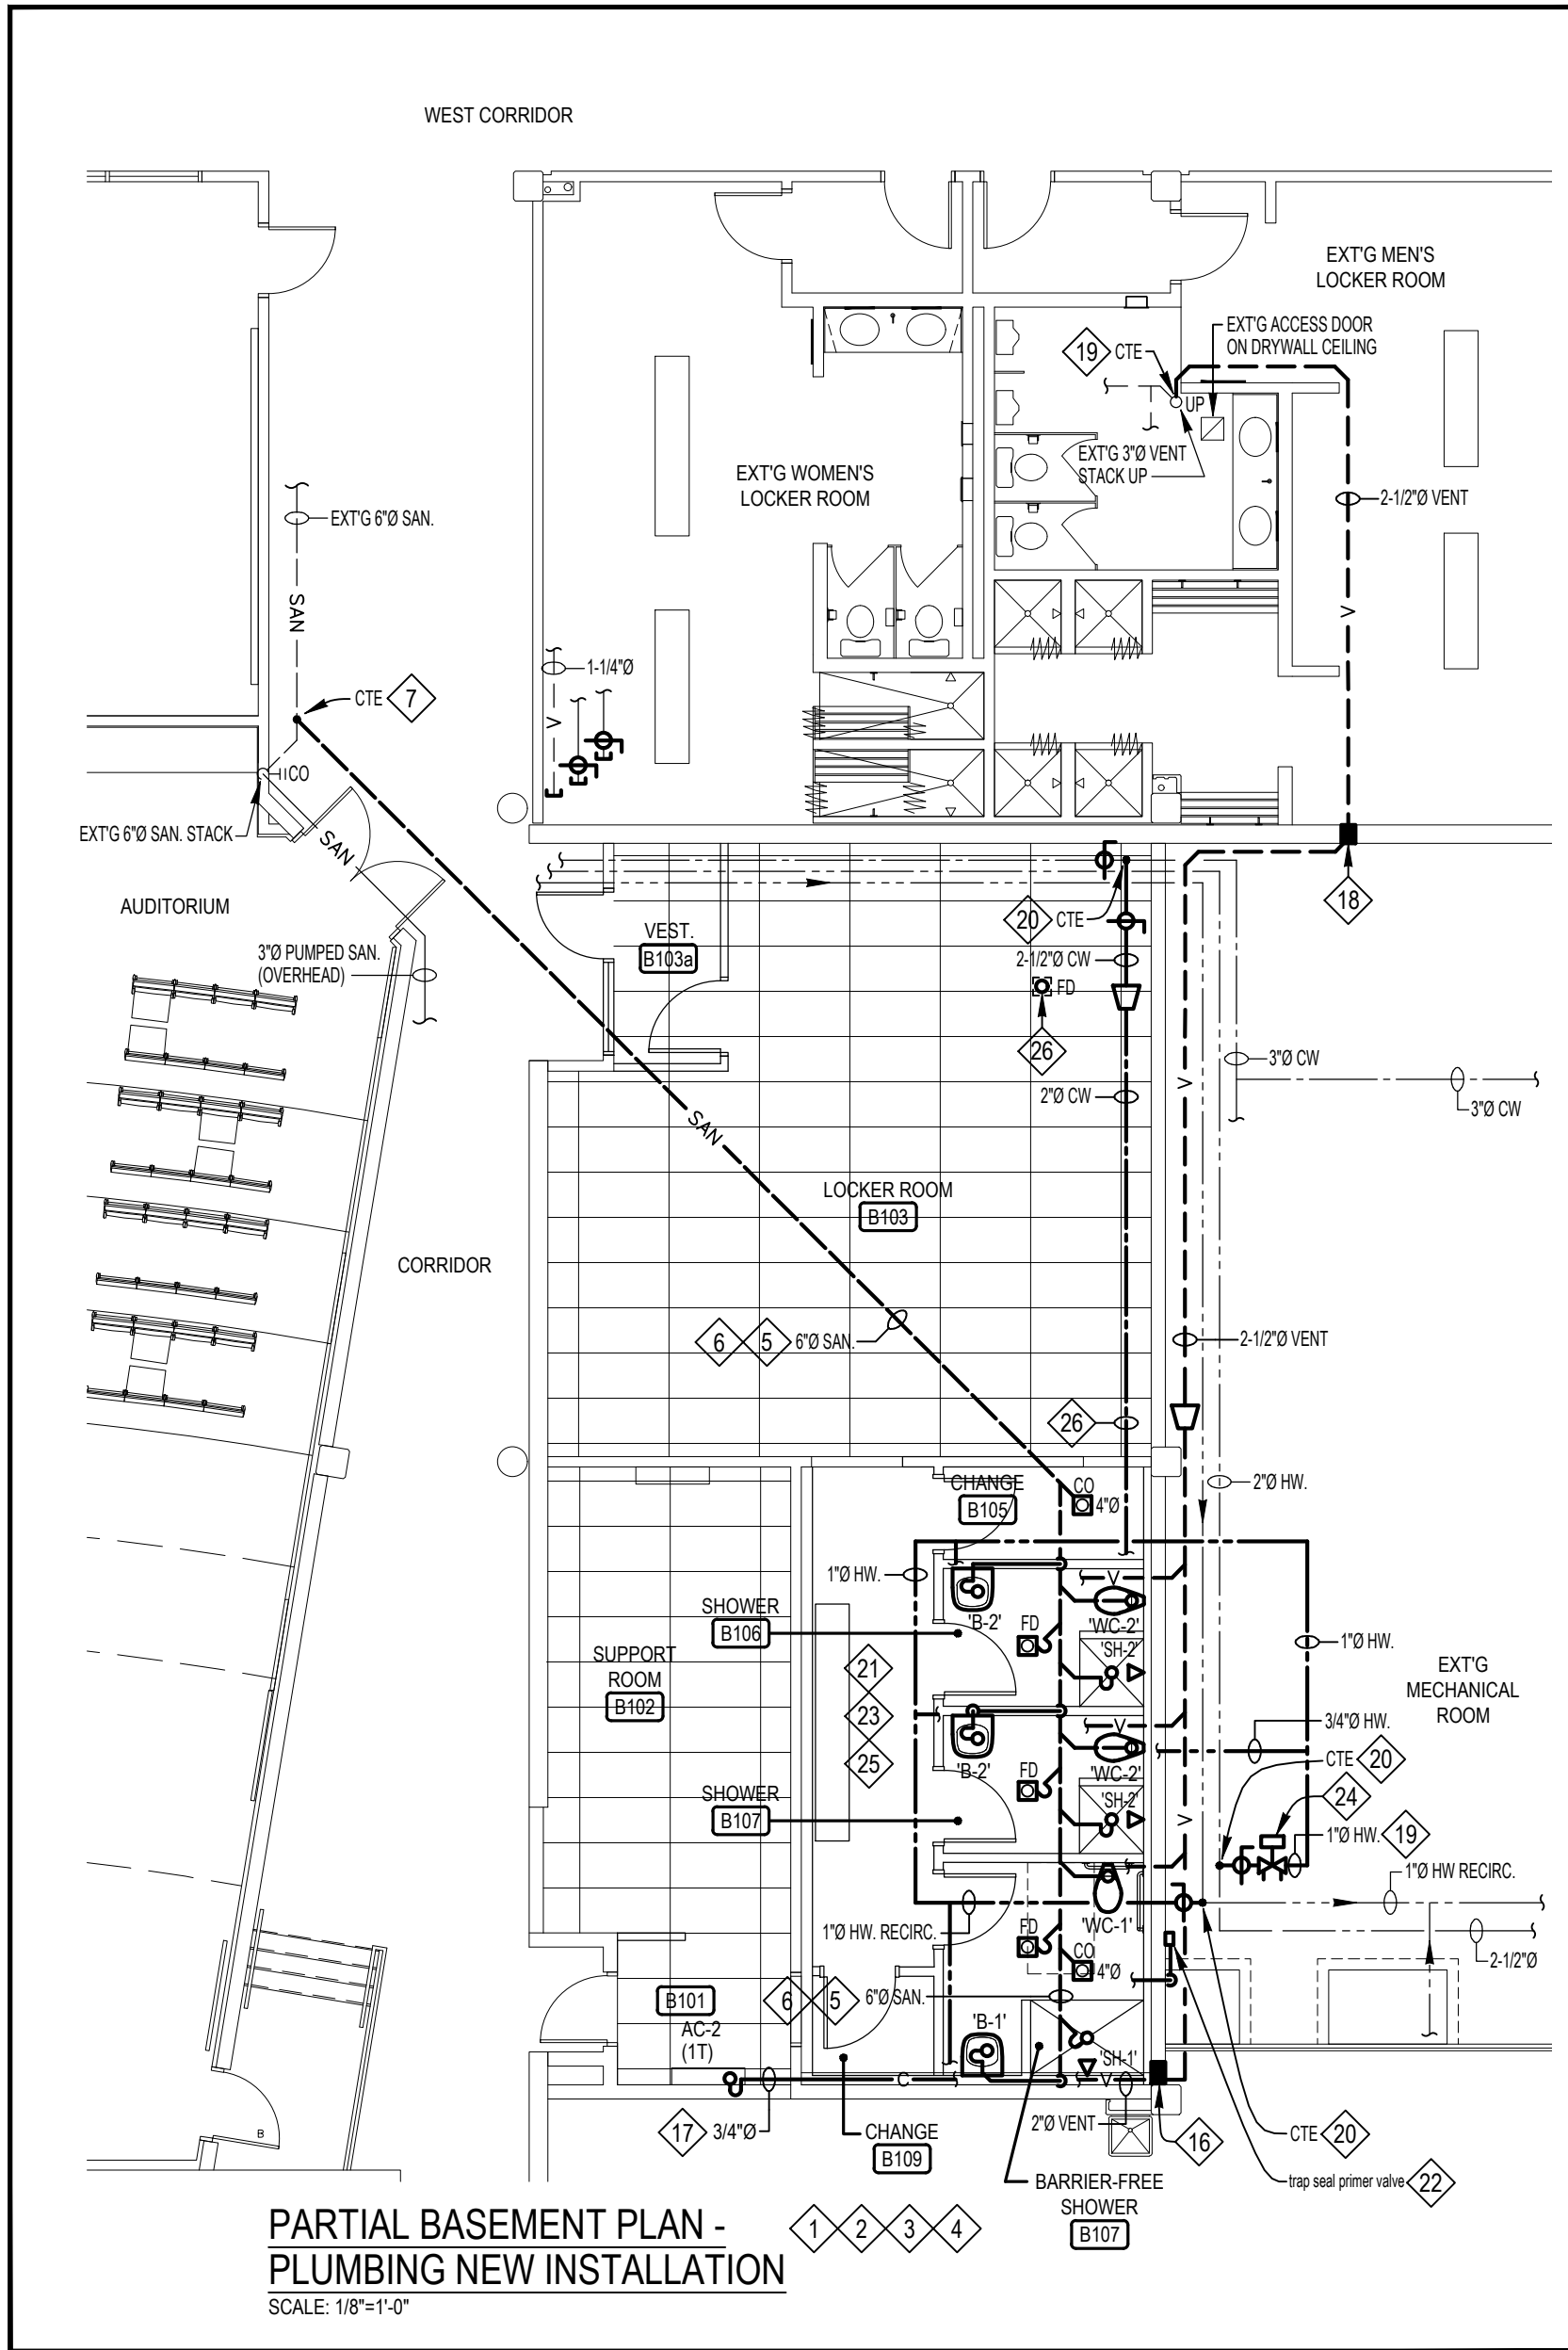 WEST CORRIDOR
EXT'G MEN'S
LOCKER ROOM
EXT'G ACCESS DOOR
ON DRYWALL CEILING
19
CTE
UP
EXT'G 3"Ø VENT
STACK UP
EXT'G WOMEN'S
LOCKER ROOM
2-1/2"Ø VENT
V
EXT'G 6"Ø SAN.
SAN
1-1/4"Ø
V
CTE
7
CO
EXT'G 6"Ø SAN. STACK
SAN
18
AUDITORIUM
3"Ø PUMPED SAN.
(OVERHEAD)
VEST.
B103a
20
CTE
2-1/2"Ø CW
FD
26
2"Ø CW
V
3"Ø CW
3"Ø CW
SAN
LOCKER ROOM
B103
CORRIDOR
6
5
6"Ø SAN.
2-1/2"Ø VENT
26
2"Ø HW.
CHANGE
B105
CO
4"Ø
1"Ø HW.
V
SHOWER
B106
'B-2'
FD
'WC-2'
'SH-2'
1"Ø HW.
SUPPORT
ROOM
B102
21
23
25
EXT'G
MECHANICAL
ROOM
V
3/4"Ø HW.
'B-2'
FD
'WC-2'
'SH-2'
CTE
20
SHOWER
B107
24
V
1"Ø HW.
19
1"Ø HW RECIRC.
1"Ø HW. RECIRC.
'WC-1'
FD
CO
4"Ø
2-1/2"Ø
B101
6
5
6"Ø SAN.
AC-2
(1T)
'B-1'
'SH-1'
C
V
17
3/4"Ø
2"Ø VENT
16
CTE
20
B
CHANGE
B109
trap seal primer valve
22
BARRIER-FREE
SHOWER
B107
1
2
3
4
PARTIAL BASEMENT PLAN -
PLUMBING NEW INSTALLATION
SCALE: 1/8"=1'-0"